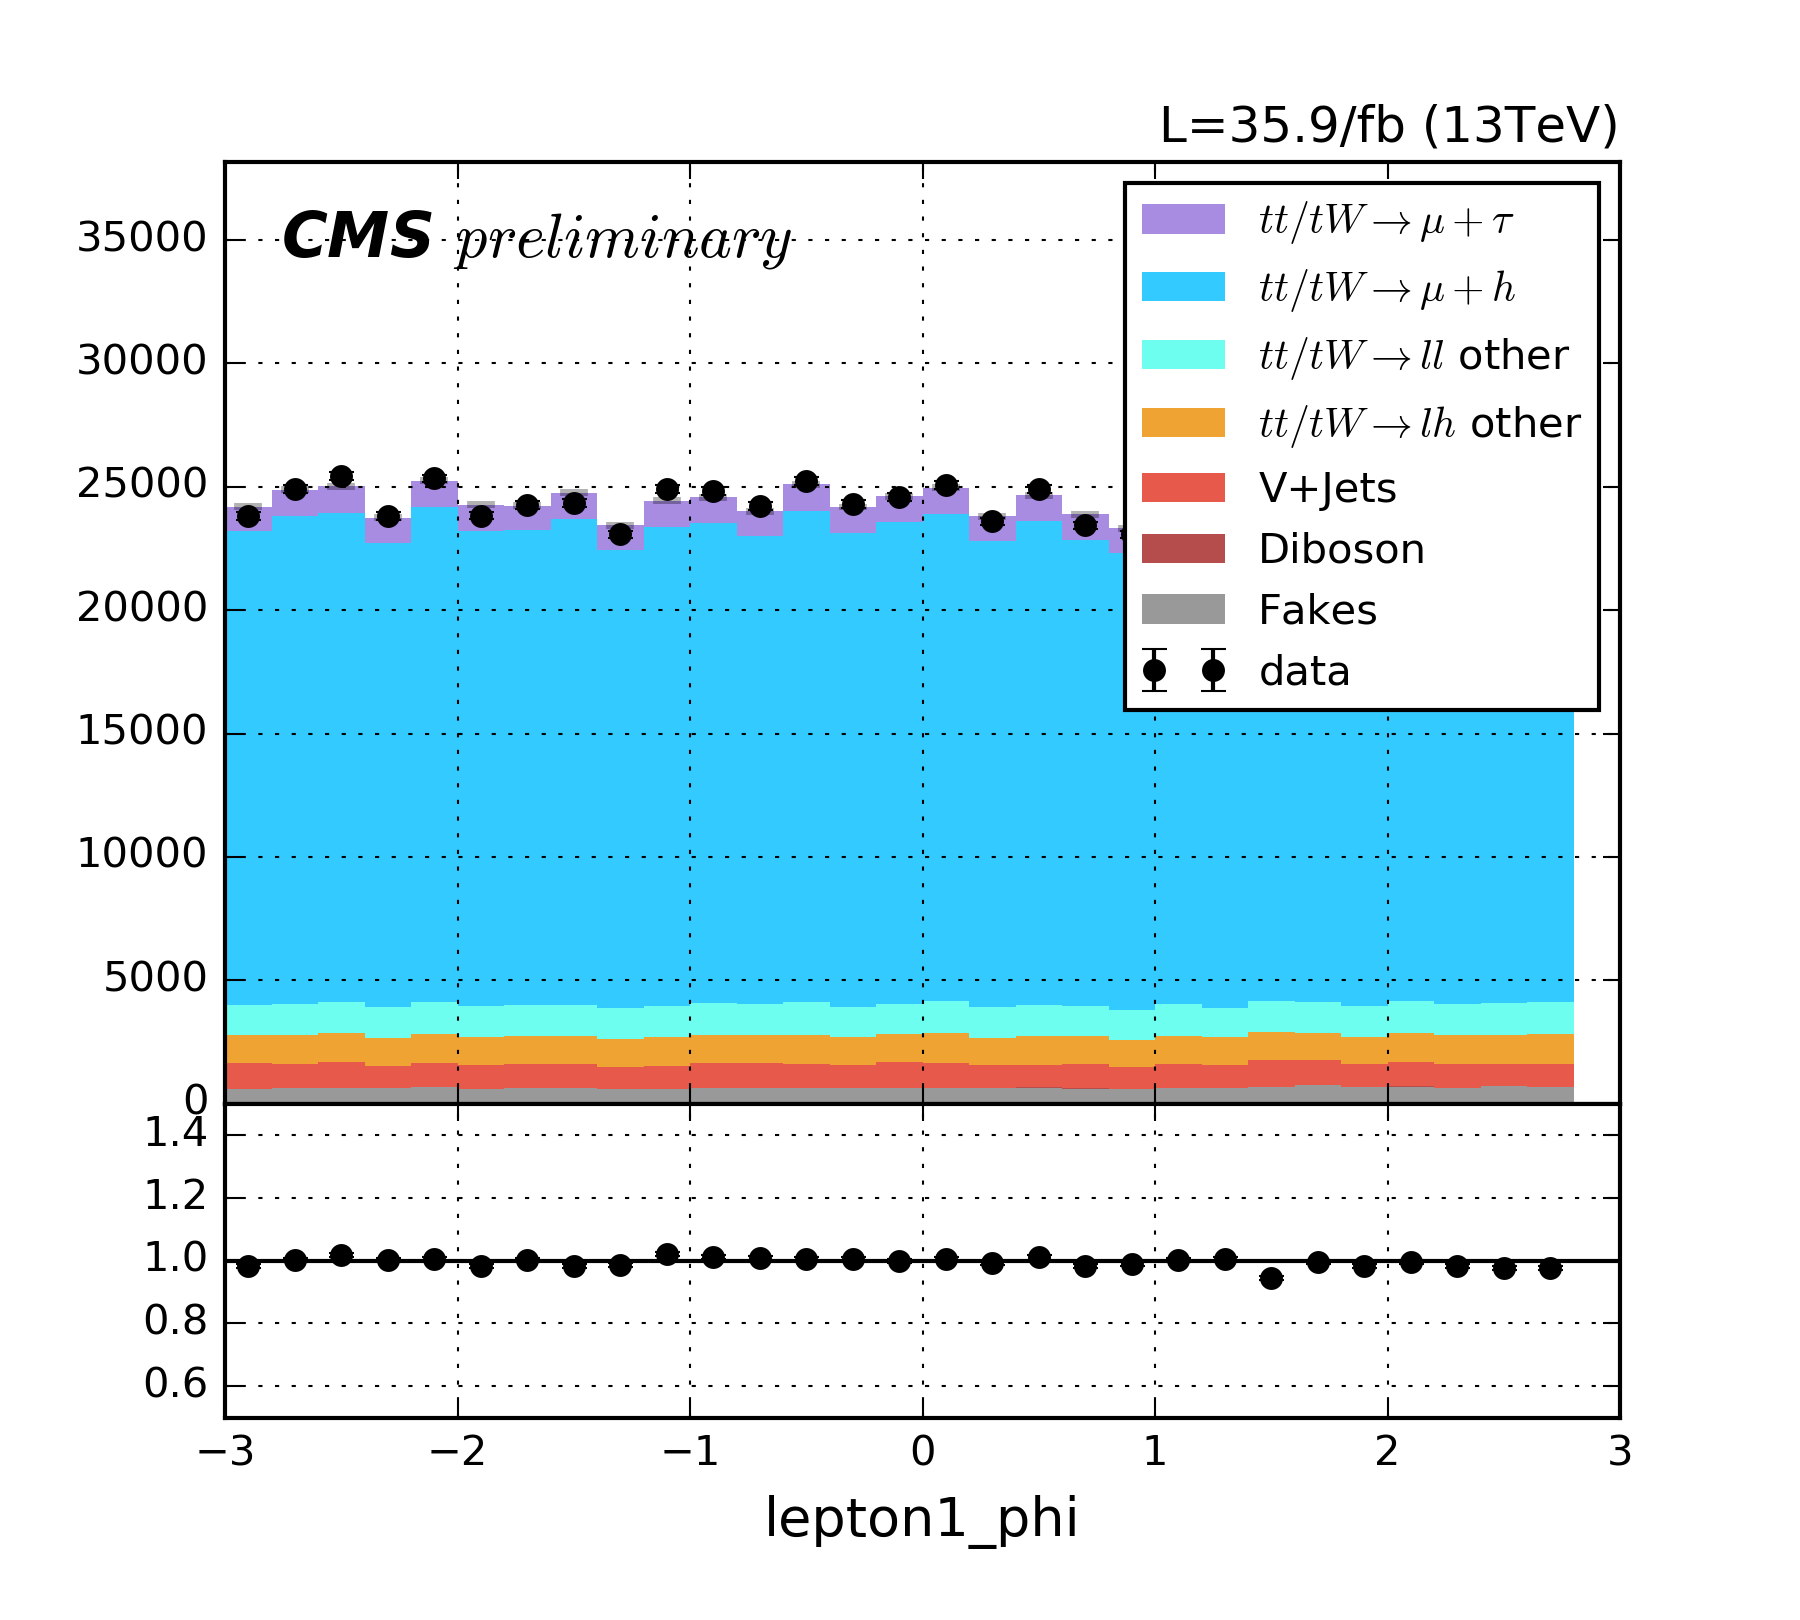 L=35.9/fb (13TeV)
CMS preliminary
tt/tW→μ+τ
tt/tW→μ+h
tt/tW→ll other
tt/tW→lh other
V+Jets
Diboson
Fakes
data
35000
30000
25000
20000
15000
10000
5000
0
1.4
1.2
1.0
0.8
0.6
−3 −2 −1 0 1 2 3
lepton1_phi